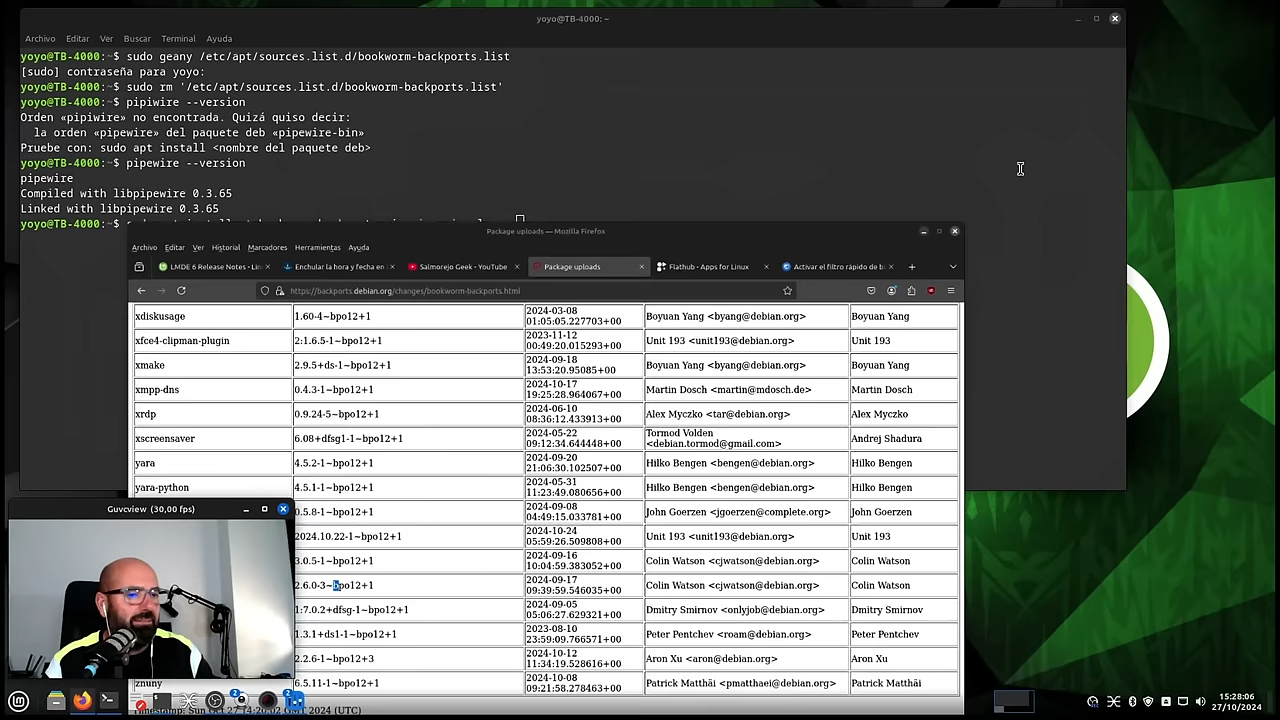 yoyo@TB-4000: ~
Archivo Editar Ver Buscar Terminal Ayuda
yoyo@TB-4000:~$ sudo geany /etc/apt/sources.list.d/bookworm-backports.list
[sudo] contraseña para yoyo:
yoyo@TB-4000:~$ sudo rm '/etc/apt/sources.list.d/bookworm-backports.list'
yoyo@TB-4000:~$ pipiwire --version
Orden «pipiwire» no encontrada. Quizá quiso decir:
la orden «pipewire» del paquete deb «pipewire-bin»
Pruebe con: sudo apt install <nombre del paquete deb>
yoyo@TB-4000:~$ pipewire --version
pipewire
Compiled with libpipewire 0.3.65
Linked with libpipewire 0.3.65
yoyo@TB-4000:~$
Package uploads — Mozilla Firefox
Archivo Editar Ver Historial Marcadores Herramientas Ayuda
LMDE 6 Release Notes - Lin Enchular la hora y fecha en Salmorejo Geek - YouTube Package uploads Flathub - Apps for Linux Activar el filtro rápido de b
https://backports.debian.org/changes/bookworm-backports.html
xdiskusage 1.60-4~bpo12+1 2024-03-08 01:05:05.227703+00 Boyuan Yang <byang@debian.org> Boyuan Yang
xfce4-clipman-plugin 2:1.6.5-1~bpo12+1 2023-11-12 00:49:20.015293+00 Unit 193 <unit193@debian.org> Unit 193
xmake 2.9.5+ds-1~bpo12+1 2024-09-18 13:53:20.95085+00 Boyuan Yang <byang@debian.org> Boyuan Yang
xmpp-dns 0.4.3-1~bpo12+1 2024-10-17 19:25:28.964067+00 Martin Dosch <martin@mdosch.de> Martin Dosch
xrdp 0.9.24-5~bpo12+1 2024-06-10 08:36:12.433913+00 Alex Myczko <tar@debian.org> Alex Myczko
xscreensaver 6.08+dfsg1-1~bpo12+1 2024-05-22 09:12:34.644448+00 Tormod Volden <debian.tormod@gmail.com> Andrej Shadura
yara 4.5.2-1~bpo12+1 2024-09-20 21:06:30.102507+00 Hilko Bengen <bengen@debian.org> Hilko Bengen
yara-python 4.5.1-1~bpo12+1 2024-05-31 11:23:49.080656+00 Hilko Bengen <bengen@debian.org> Hilko Bengen
Guvcview (30,00 fps)
0.5.8-1~bpo12+1 2024-09-08 04:49:15.033781+00 John Goerzen <jgoerzen@complete.org> John Goerzen
2024.10.22-1~bpo12+1 2024-10-24 05:59:26.509808+00 Unit 193 <unit193@debian.org> Unit 193
3.0.5-1~bpo12+1 2024-09-16 10:04:59.383052+00 Colin Watson <cjwatson@debian.org> Colin Watson
2.6.0-3~bpo12+1 2024-09-17 09:39:59.546035+00 Colin Watson <cjwatson@debian.org> Colin Watson
1:7.0.2+dfsg-1~bpo12+1 2024-09-05 05:06:27.629321+00 Dmitry Smirnov <onlyjob@debian.org> Dmitry Smirnov
1.3.1+ds1-1~bpo12+1 2023-08-10 23:59:09.766571+00 Peter Pentchev <roam@debian.org> Peter Pentchev
2.2.6-1~bpo12+3 2024-10-12 11:34:19.528616+00 Aron Xu <aron@debian.org> Aron Xu
znuny 6.5.11-1~bpo12+1 2024-10-08 09:21:58.278463+00 Patrick Matthäi <pmatthaei@debian.org> Patrick Matthäi
2 2
15:28:06
27/10/2024